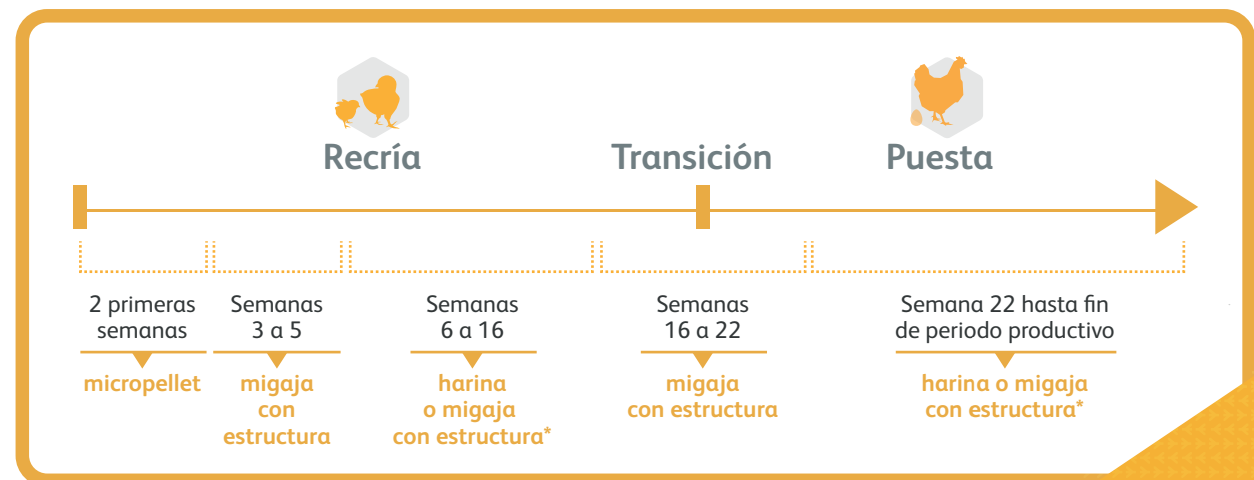 Recría
Transición
Puesta
2 primeras
semanas
micropellet
Semanas
3 a 5
migaja
con
estructura
Semanas
6 a 16
harina
o migaja
con estructura*
Semanas
16 a 22
migaja
con estructura
Semana 22 hasta fin
de periodo productivo
harina o migaja
con estructura*